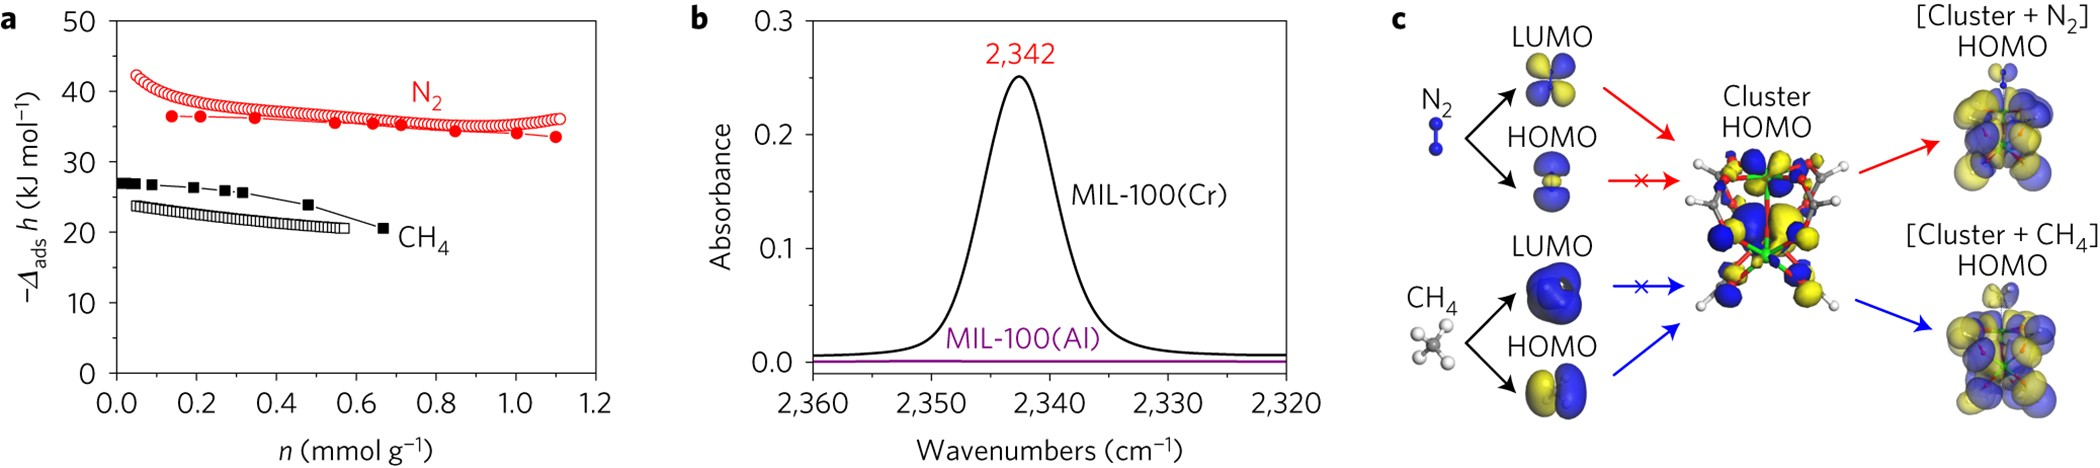 a
50
40
30
20
10
0
−Δads h (kJ mol−1)
N2
CH4
0.0 0.2 0.4 0.6 0.8 1.0 1.2
n (mmol g−1)
b
0.3
0.2
0.1
0.0
Absorbance
2,342
MIL-100(Cr)
MIL-100(Al)
2,360 2,350 2,340 2,330 2,320
Wavenumbers (cm−1)
c
N2
LUMO
HOMO
CH4
LUMO
HOMO
Cluster
HOMO
[Cluster + N2]
HOMO
[Cluster + CH4]
HOMO